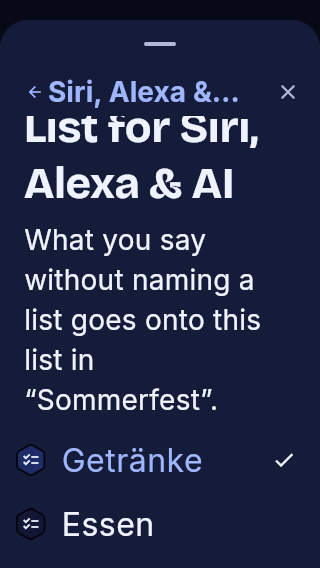 Siri, Alexa &...
List for Siri,
Alexa & AI
What you say
without naming a
list goes onto this
list in
“Sommerfest”.
Getränke
Essen